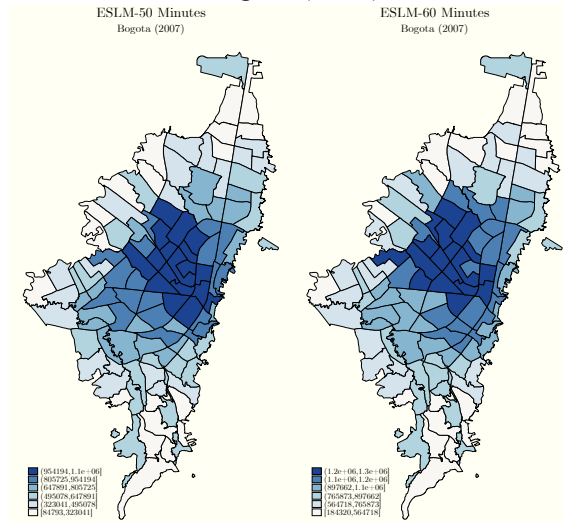 ESLM-50 Minutes
Bogota (2007)
(954194,1.1e+06]
(805725,954194]
(647891,805725]
(495078,647891]
(323041,495078]
[84793,323041]
ESLM-60 Minutes
Bogota (2007)
(1.2e+06,1.3e+06]
(1.1e+06,1.2e+06]
(897662,1.1e+06]
(765873,897662]
(564718,765873]
[184320,564718]